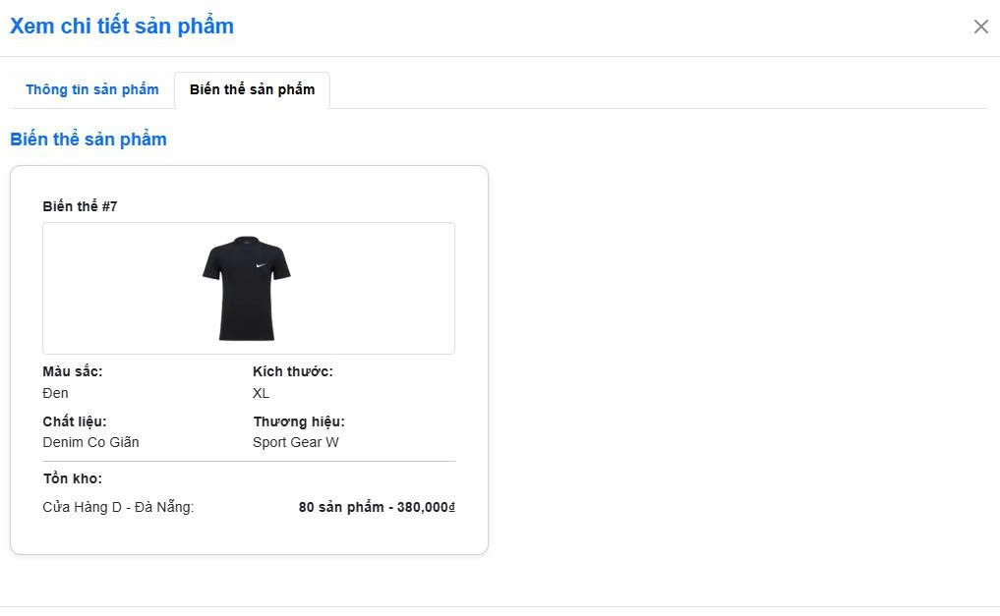 Xem chi tiết sản phẩm
Thông tin sản phẩm
Biến thể sản phẩm
Biến thể sản phẩm
Biến thể #7
Màu sắc:
Kích thước:
Đen
XL
Chất liệu:
Thương hiệu:
Denim Co Giãn
Sport Gear W
Tồn kho:
Cửa Hàng D - Đà Nẵng:
80 sản phẩm - 380,000₫